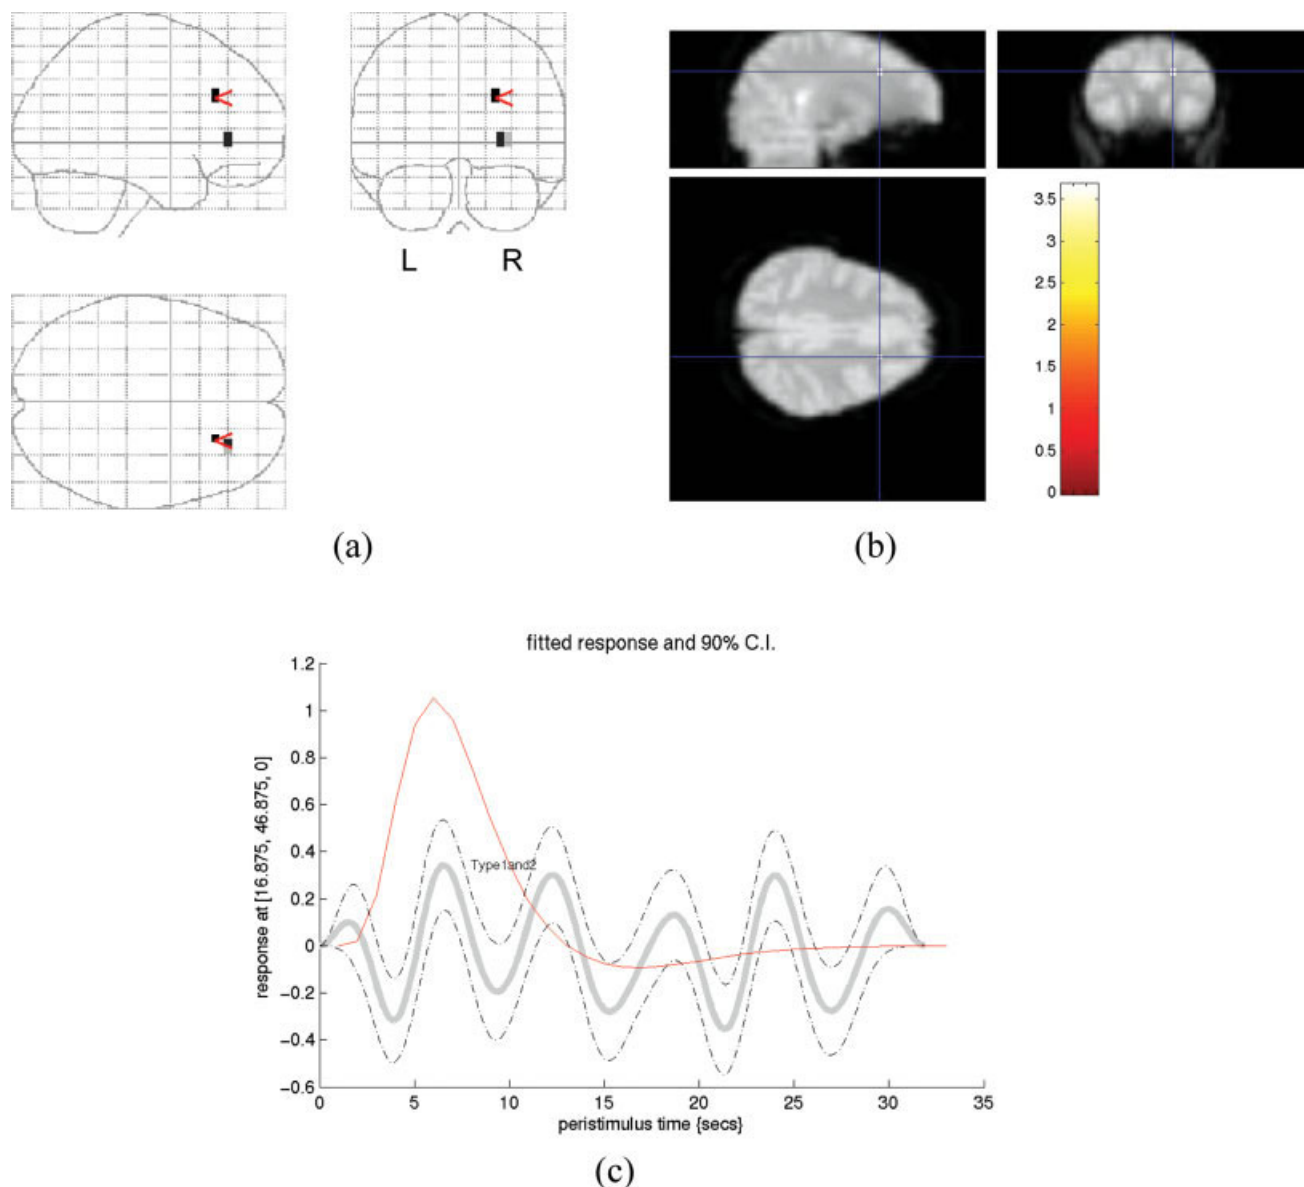 L R
3.5
3
2.5
2
1.5
1
0.5
0
(a) (b)
fitted response and 90% C.I.
response at [16.875, 46.875, 0]
1.2
1
0.8
0.6
0.4
0.2
0
−0.2
−0.4
−0.6
Type1and2
0 5 10 15 20 25 30 35
peristimulus time {secs}
(c)